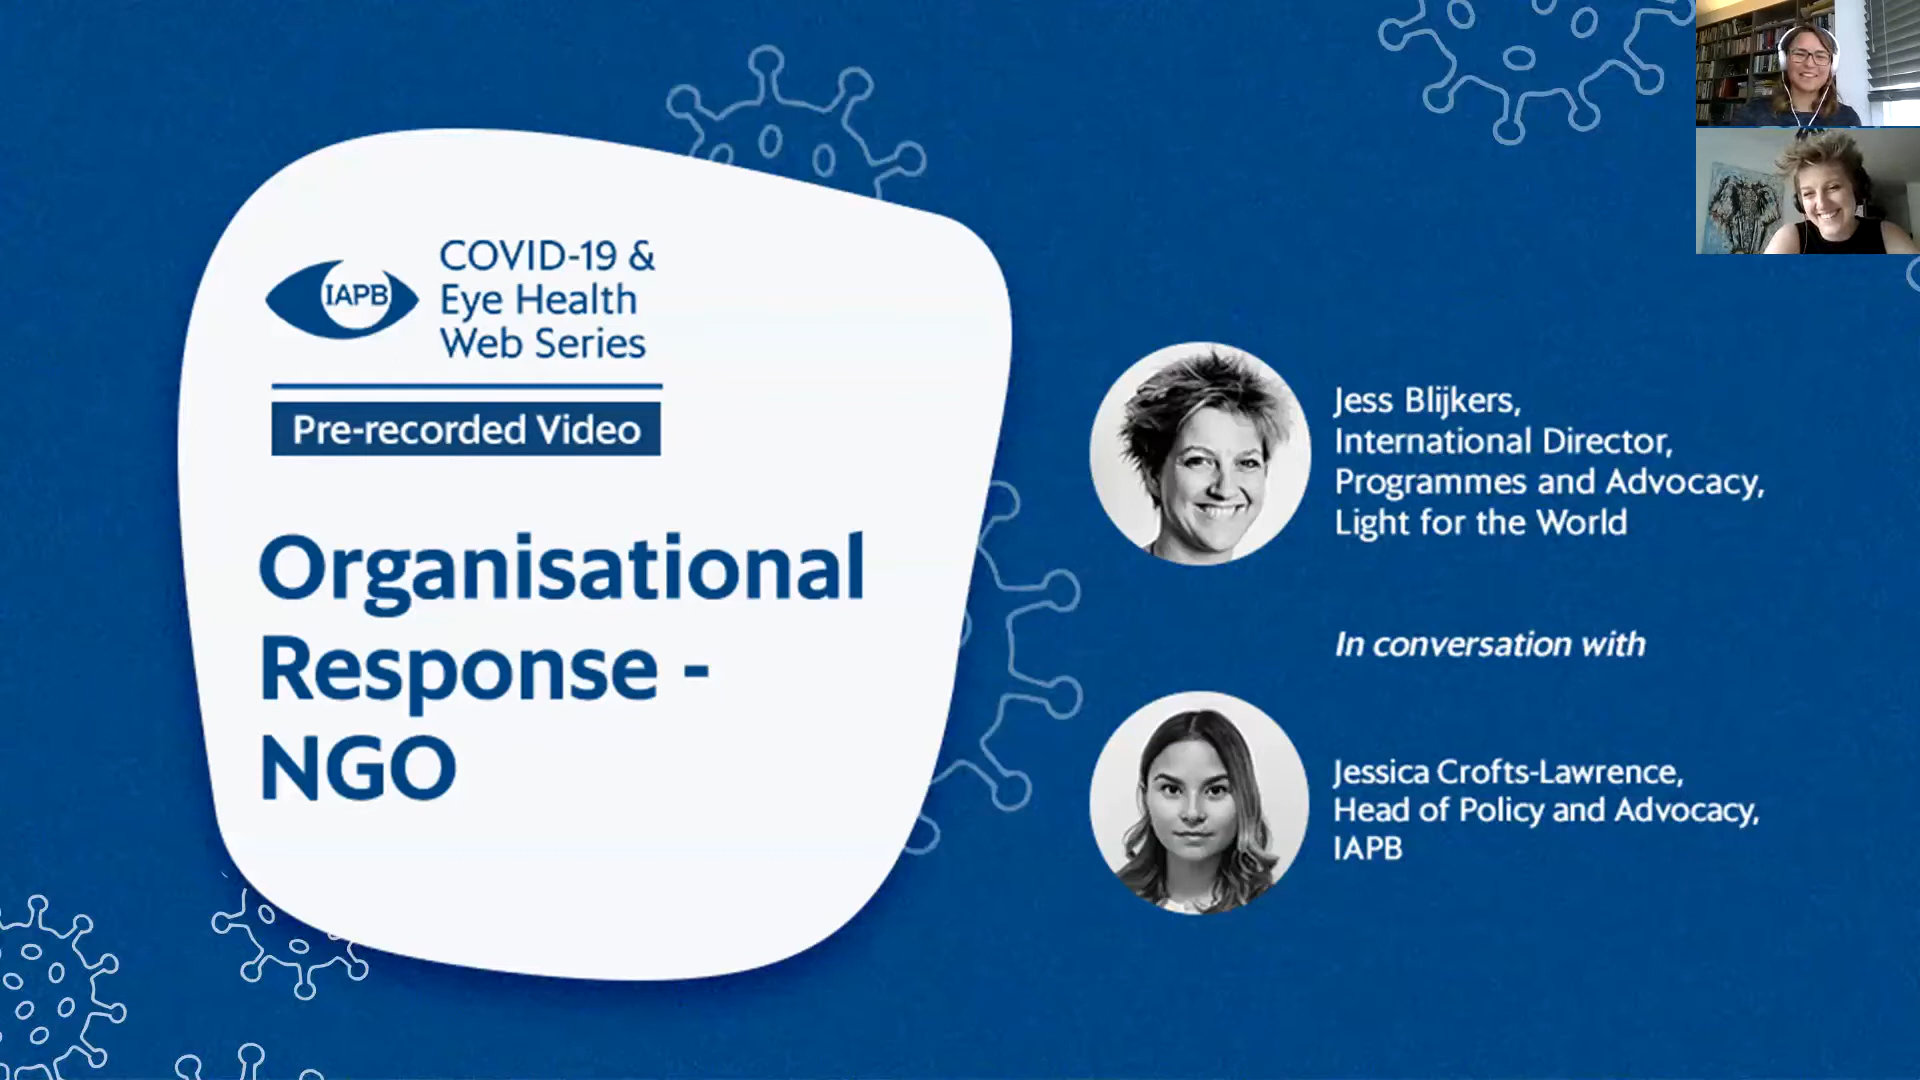 IAPB
COVID-19 &
Eye Health
Web Series
Pre-recorded Video
Organisational
Response -
NGO
Jess Blijkers,
International Director,
Programmes and Advocacy,
Light for the World
In conversation with
Jessica Crofts-Lawrence,
Head of Policy and Advocacy,
IAPB